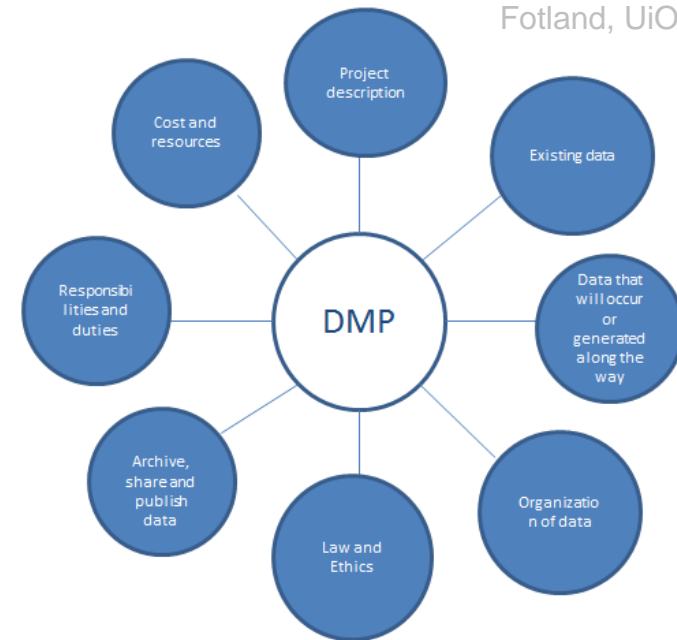 Fotland, UiO
Project
description
Cost and
resources
Existing data
Data that
will occur
or
generated
along the
way
Responsibi
lities and
duties
DMP
Archive,
share and
publish
data
Organizatio
n of data
Law and
Ethics